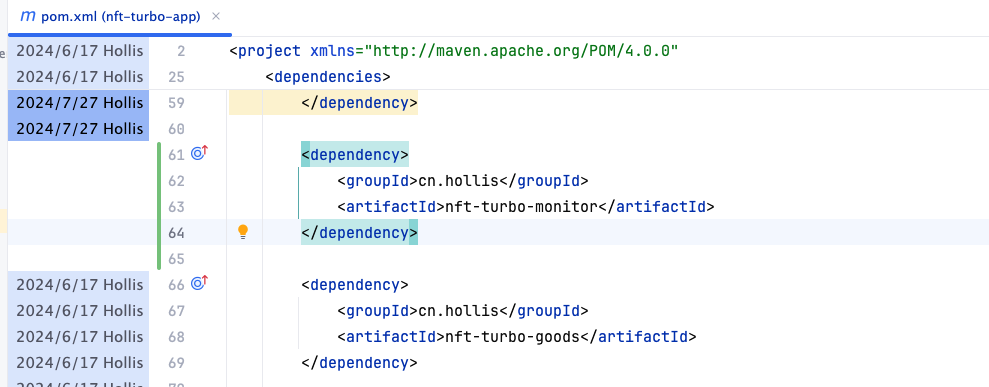 pom.xml (nft-turbo-app)
2024/6/17 Hollis 2 <project xmlns="http://maven.apache.org/POM/4.0.0"
2024/6/17 Hollis 25 <dependencies>
2024/7/27 Hollis 59 </dependency>
2024/7/27 Hollis 60
61 <dependency>
62 <groupId>cn.hollis</groupId>
63 <artifactId>nft-turbo-monitor</artifactId>
64 </dependency>
65
2024/6/17 Hollis 66 <dependency>
2024/6/17 Hollis 67 <groupId>cn.hollis</groupId>
2024/6/17 Hollis 68 <artifactId>nft-turbo-goods</artifactId>
2024/6/17 Hollis 69 </dependency>